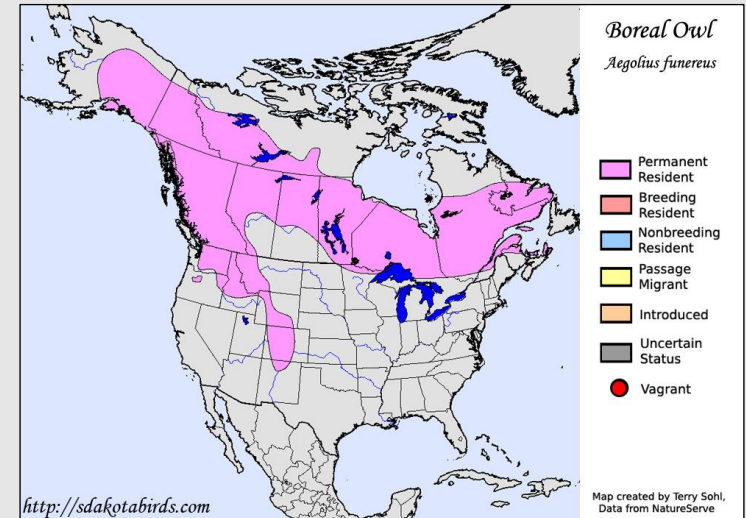 Boreal Owl
Aegolius funereus
Permanent
Resident
Breeding
Resident
Nonbreeding
Resident
Passage
Migrant
Introduced
Uncertain
Status
Vagrant
Map created by Terry Sohl,
Data from NatureServe
http://sdakotabirds.com